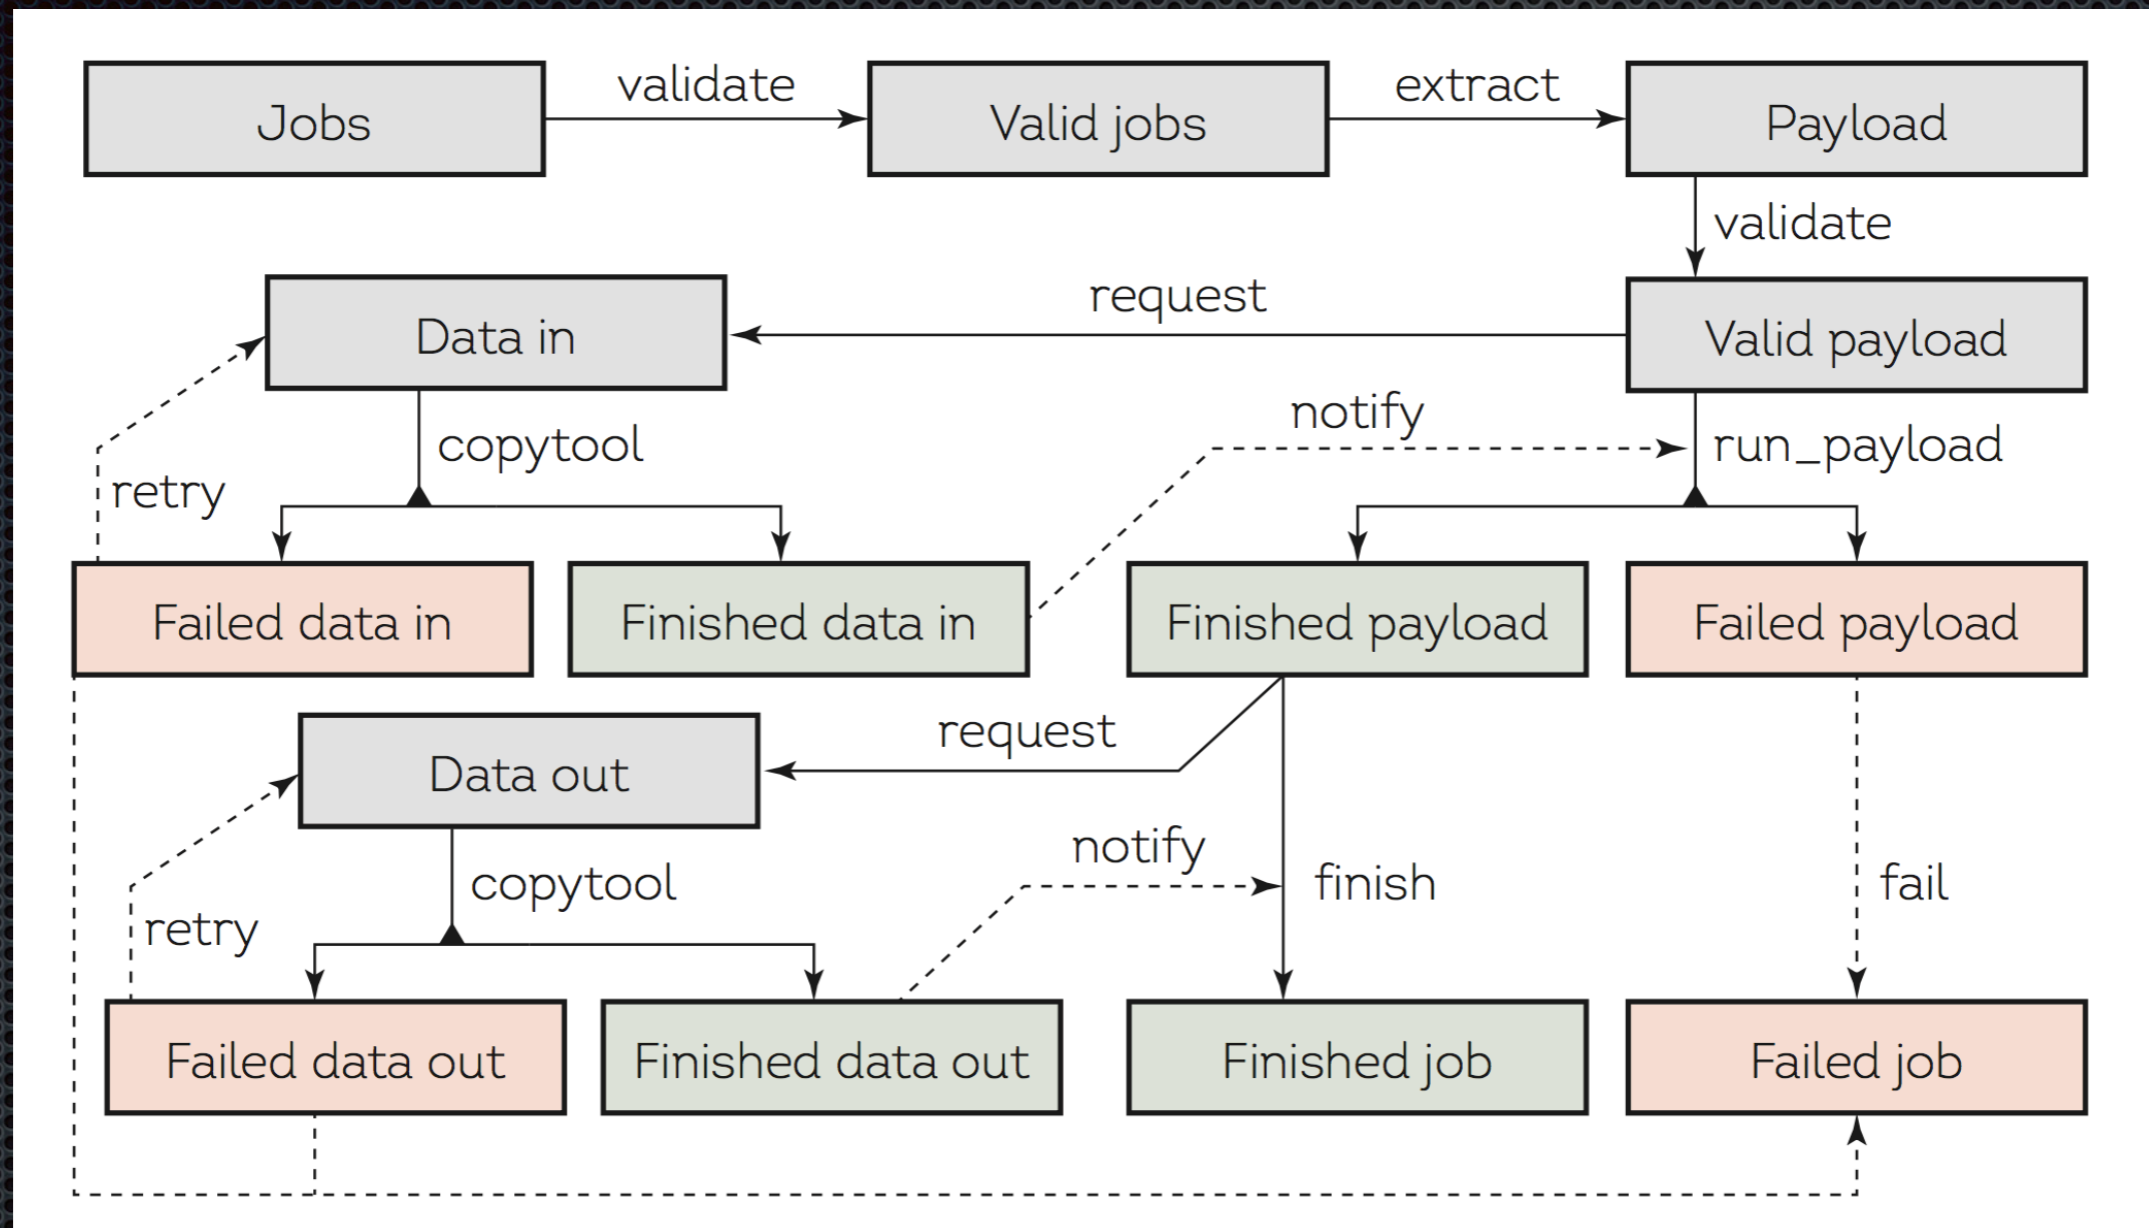 Jobs
validate
Valid jobs
extract
Payload
validate
Data in
request
Valid payload
notify
copytool
run_payload
retry
Failed data in
Finished data in
Finished payload
Failed payload
request
Data out
notify
copytool
finish
fail
retry
Failed data out
Finished data out
Finished job
Failed job